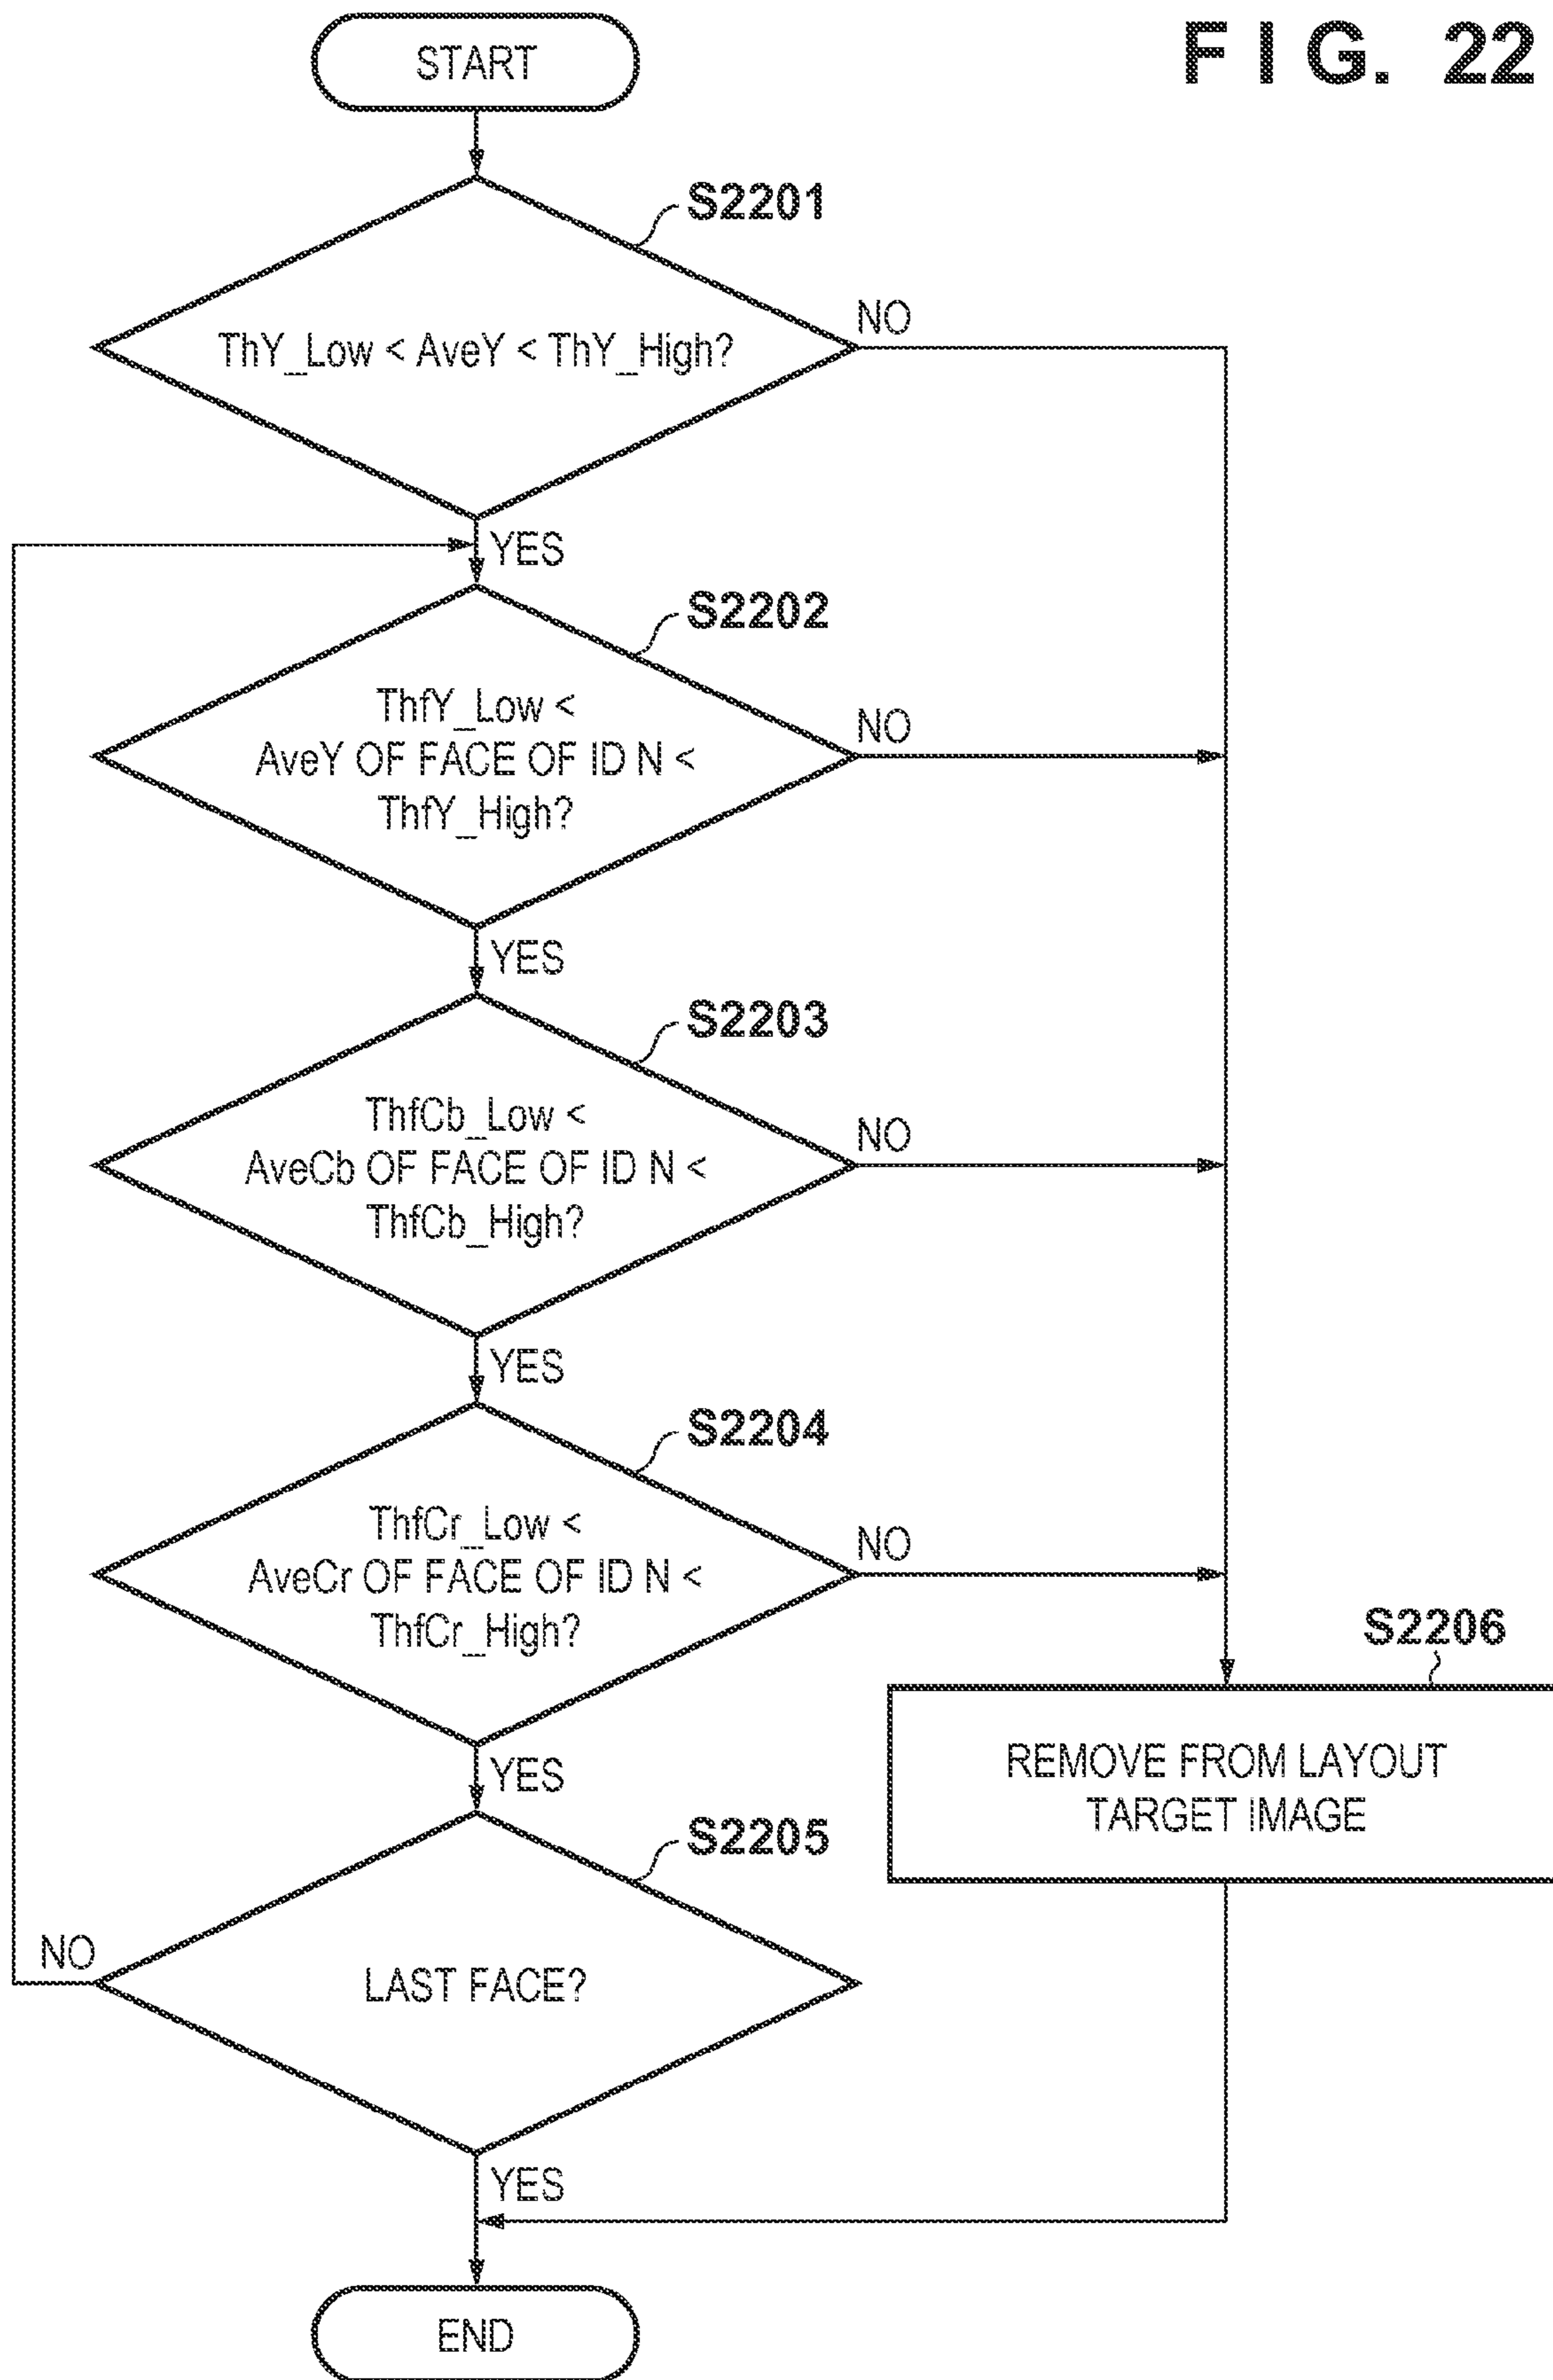 FIG. 22
START
S2201
ThY_Low < AveY < ThY_High?
NO
YES
S2202
ThfY_Low <
AveY OF FACE OF ID N <
ThfY_High?
NO
YES
S2203
ThfCb_Low <
AveCb OF FACE OF ID N <
ThfCb_High?
NO
YES
S2204
ThfCr_Low <
AveCr OF FACE OF ID N <
ThfCr_High?
NO
YES
S2206
REMOVE FROM LAYOUT
TARGET IMAGE
S2205
LAST FACE?
NO
YES
END